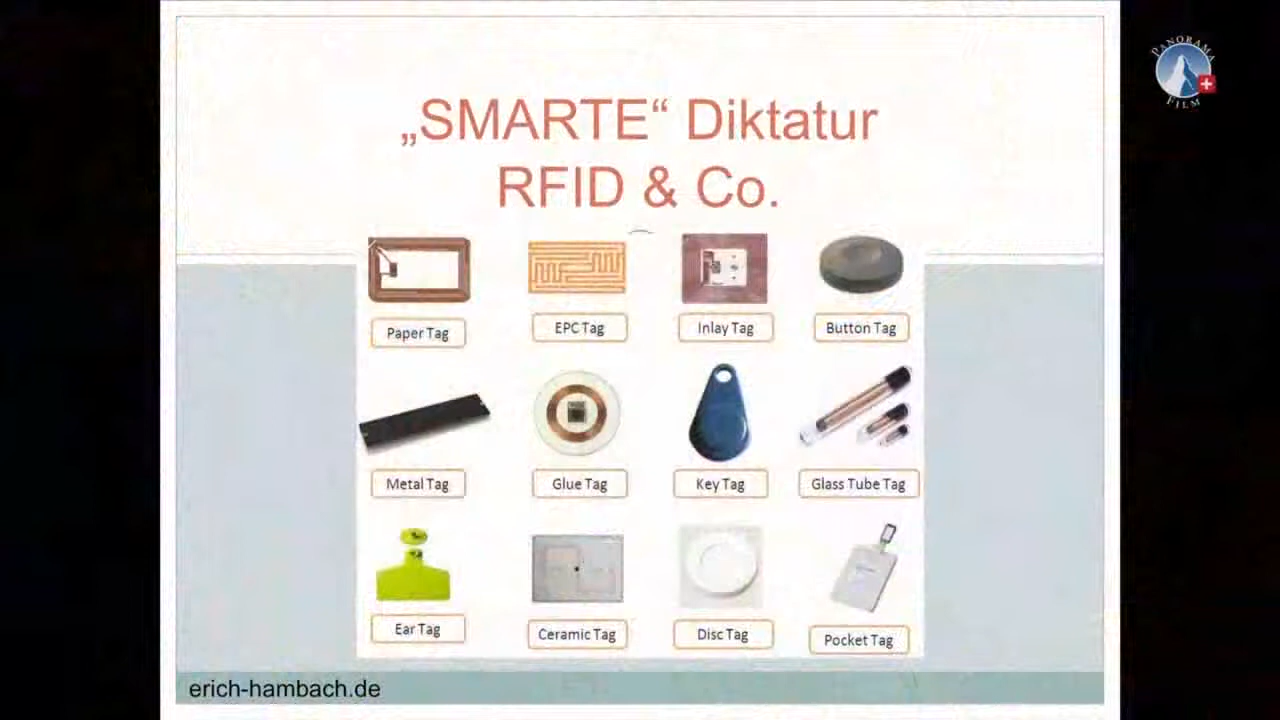 PANORAMA
FILM
„SMARTE“ Diktatur
RFID & Co.
Paper Tag
EPC Tag
Inlay Tag
Button Tag
Metal Tag
Glue Tag
Key Tag
Glass Tube Tag
Ear Tag
Ceramic Tag
Disc Tag
Pocket Tag
erich-hambach.de